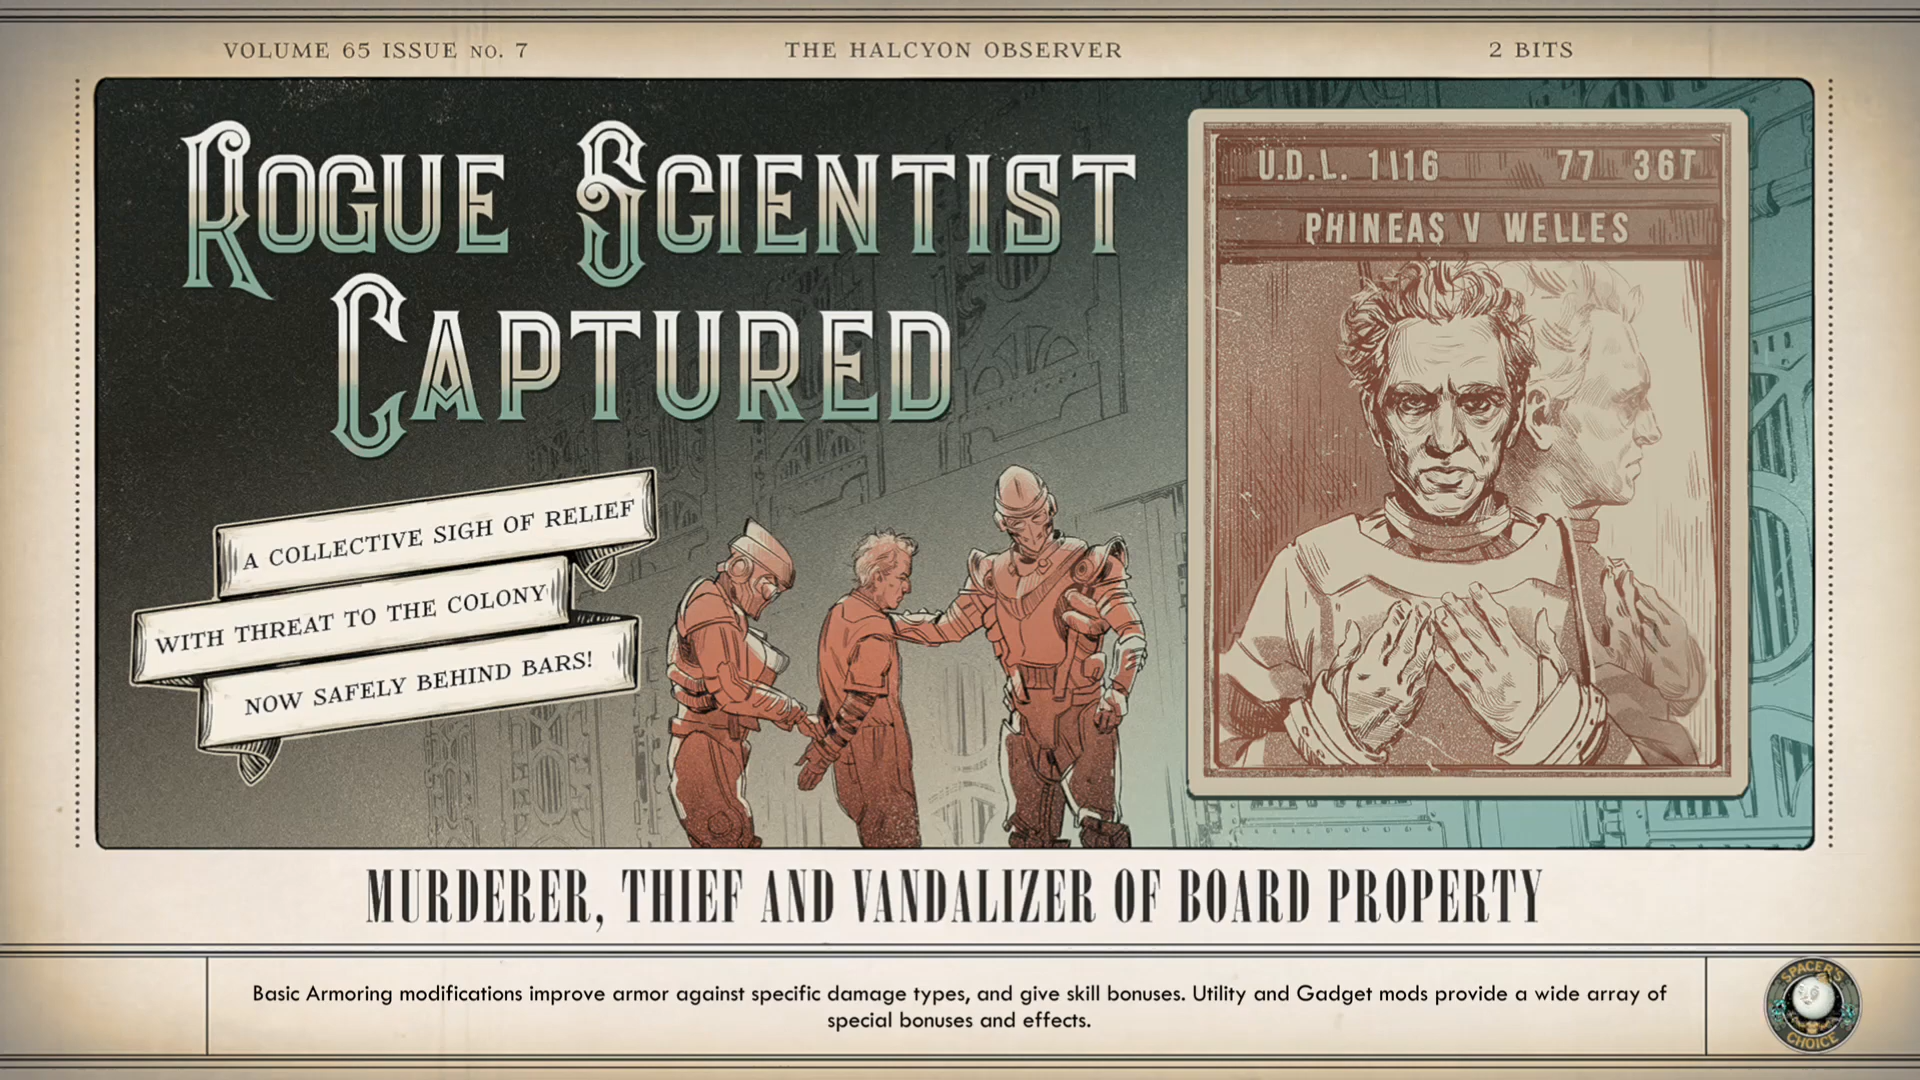 VOLUME 65 ISSUE NO. 7
THE HALCYON OBSERVER
2 BITS
ROGUE SCIENTIST
CAPTURED
A COLLECTIVE SIGH OF RELIEF
WITH THREAT TO THE COLONY
NOW SAFELY BEHIND BARS!
U.D.L. 1116 77 36T
PHINEAS V WELLES
MURDERER, THIEF AND VANDALIZER OF BOARD PROPERTY
Basic Armoring modifications improve armor against specific damage types, and give skill bonuses. Utility and Gadget mods provide a wide array of
special bonuses and effects.
SPACER'S
CHOICE